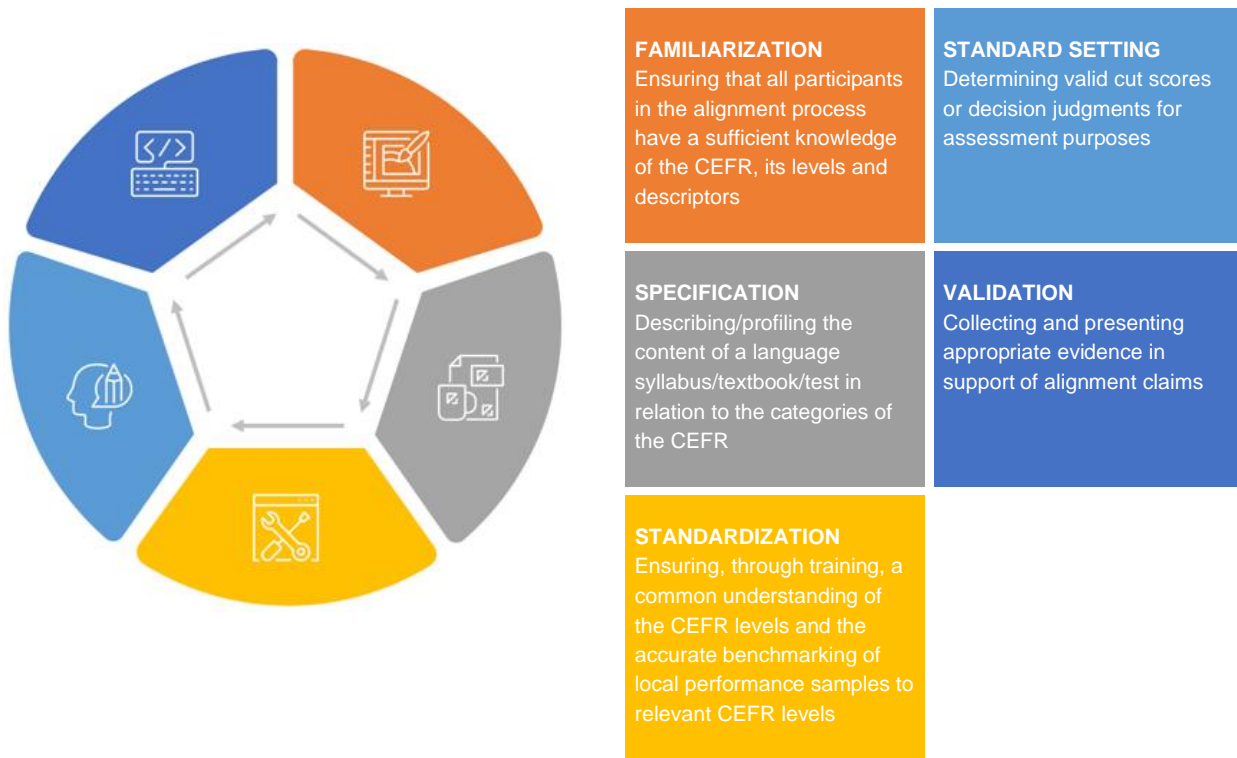 FAMILIARIZATION
Ensuring that all participants
in the alignment process
have a sufficient knowledge
of the CEFR, its levels and
descriptors
STANDARD SETTING
Determining valid cut scores
or decision judgments for
assessment purposes
SPECIFICATION
Describing/profiling the
content of a language
syllabus/textbook/test in
relation to the categories of
the CEFR
VALIDATION
Collecting and presenting
appropriate evidence in
support of alignment claims
STANDARDIZATION
Ensuring, through training, a
common understanding of
the CEFR levels and the
accurate benchmarking of
local performance samples to
relevant CEFR levels